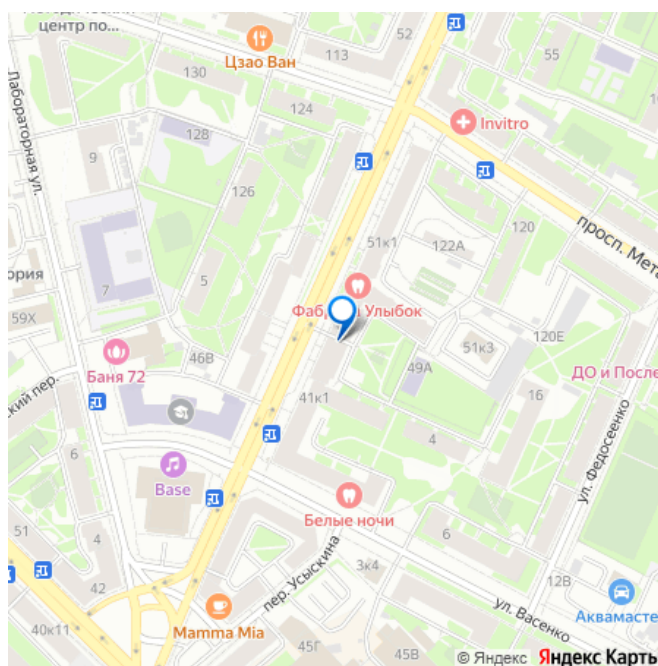 центр по...
Цзао Ван
113
52
55
130
124
Invitro
Лабораторная ул.
128
9
126
просп. Мета
120
51к1
122А
ория
7
5
59Х
Фабрика Улыбок
120Е
46В
51к3
Баня 72
49А
ДО и После
ский пер.
41к1
16
4
ул. Федосеенко
6
Base
Белые ночи
51
4
6
42
3к4
12В
пер. Усыскина
ул. Васенко
Аквамасте
Mamma Mia
40к11
45Г
45В
© Яндекс Яндекс Карты